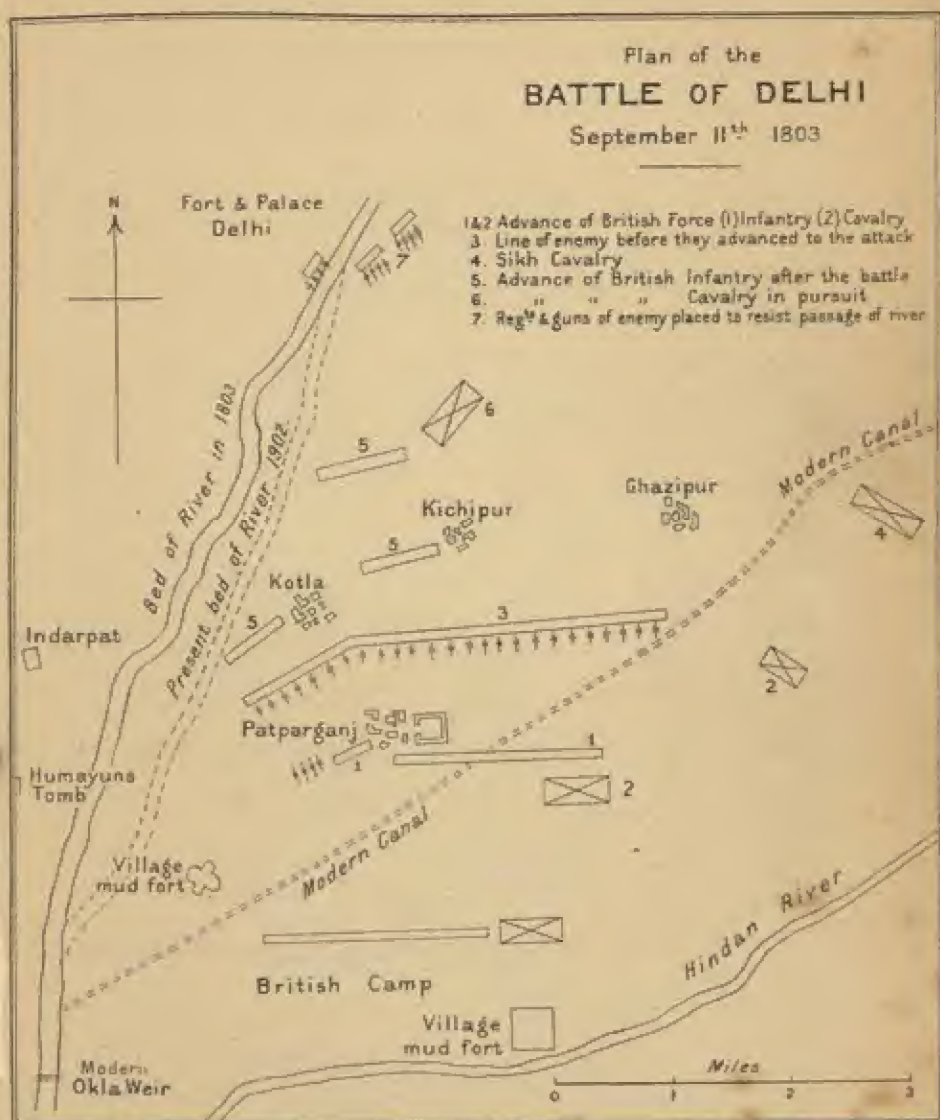 Plan of the
BATTLE OF DELHI
September 11th 1803
N
Fort & Palace
Delhi
1&2 Advance of British Force (1) Infantry (2) Cavalry
3. Line of enemy before they advanced to the attack
4. Sikh Cavalry
5. Advance of British Infantry after the battle
6. " " " Cavalry in pursuit
7. Regts & guns of enemy placed to resist passage of river
7
6
5
Bed of River in 1803
Present bed of River 1902.
Kichipur
Ghazipur
Modern Canal
4
5
Kotla
5
3
Indarpat
2
Patparganj
1
1
2
Humayuns
Tomb
Village
mud fort
Modern Canal
Hindan River
British Camp
Village
mud fort
Modern
Okla Weir
Miles
0 1 2 3